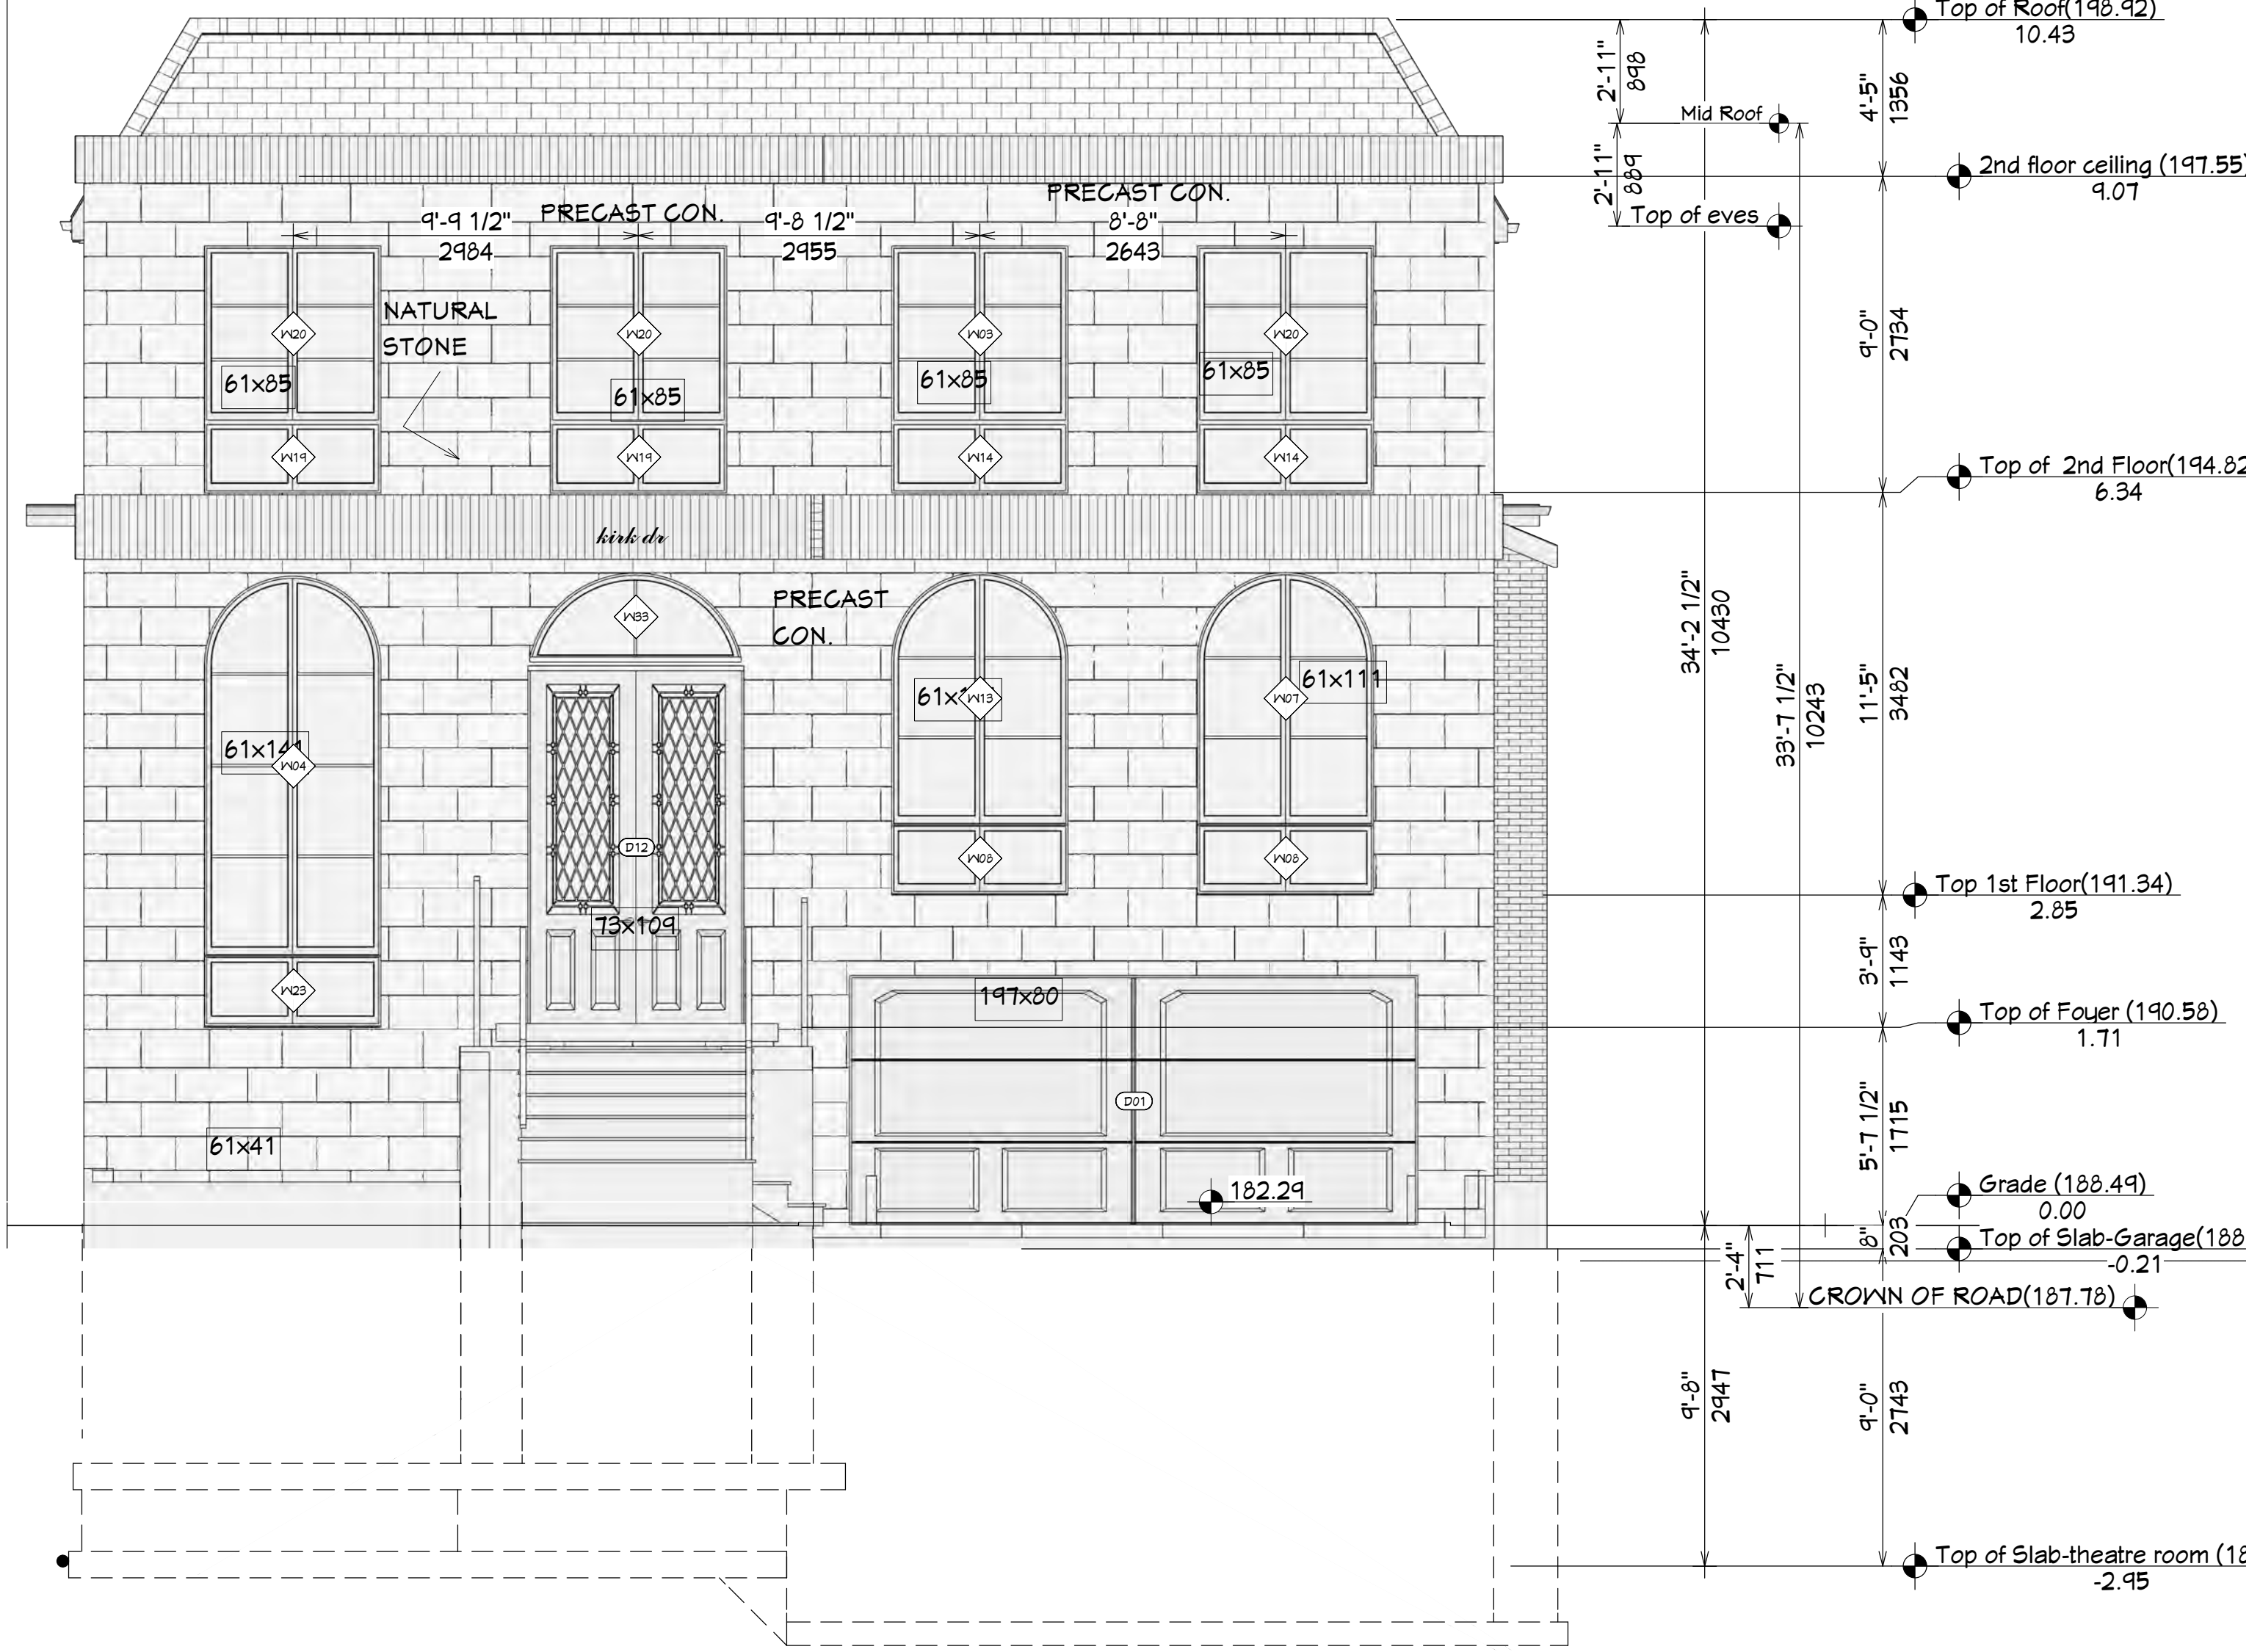 Top of Roof(198.92)
10.43
2'-11"
898
4'-5"
1356
Mid Roof
2'-11"
889
2nd floor ceiling (197.55)
9.07
Top of eves
PRECAST CON.
PRECAST CON.
9'-9 1/2"
2984
9'-8 1/2"
2955
8'-8"
2643
NATURAL
STONE
W20
W20
W03
W20
61x85
61x85
61x85
61x85
9'-0"
2734
W19
W19
W14
W14
Top of 2nd Floor(194.82
6.34
kirk dr
PRECAST
CON.
W33
34'-2 1/2"
10430
33'-7 1/2"
10243
11'-5"
3482
W13
W07
61x111
W04
D12
W08
W08
Top 1st Floor(191.34)
2.85
73x109
3'-9"
1143
W23
197x80
Top of Foyer (190.58)
1.71
D01
5'-7 1/2"
1715
61x41
182.29
Grade (188.49)
0.00
8"
203
Top of Slab-Garage(188
-0.21
2'-4"
711
CROWN OF ROAD(187.78)
9'-8"
2947
9'-0"
2743
Top of Slab-theatre room (18
-2.95